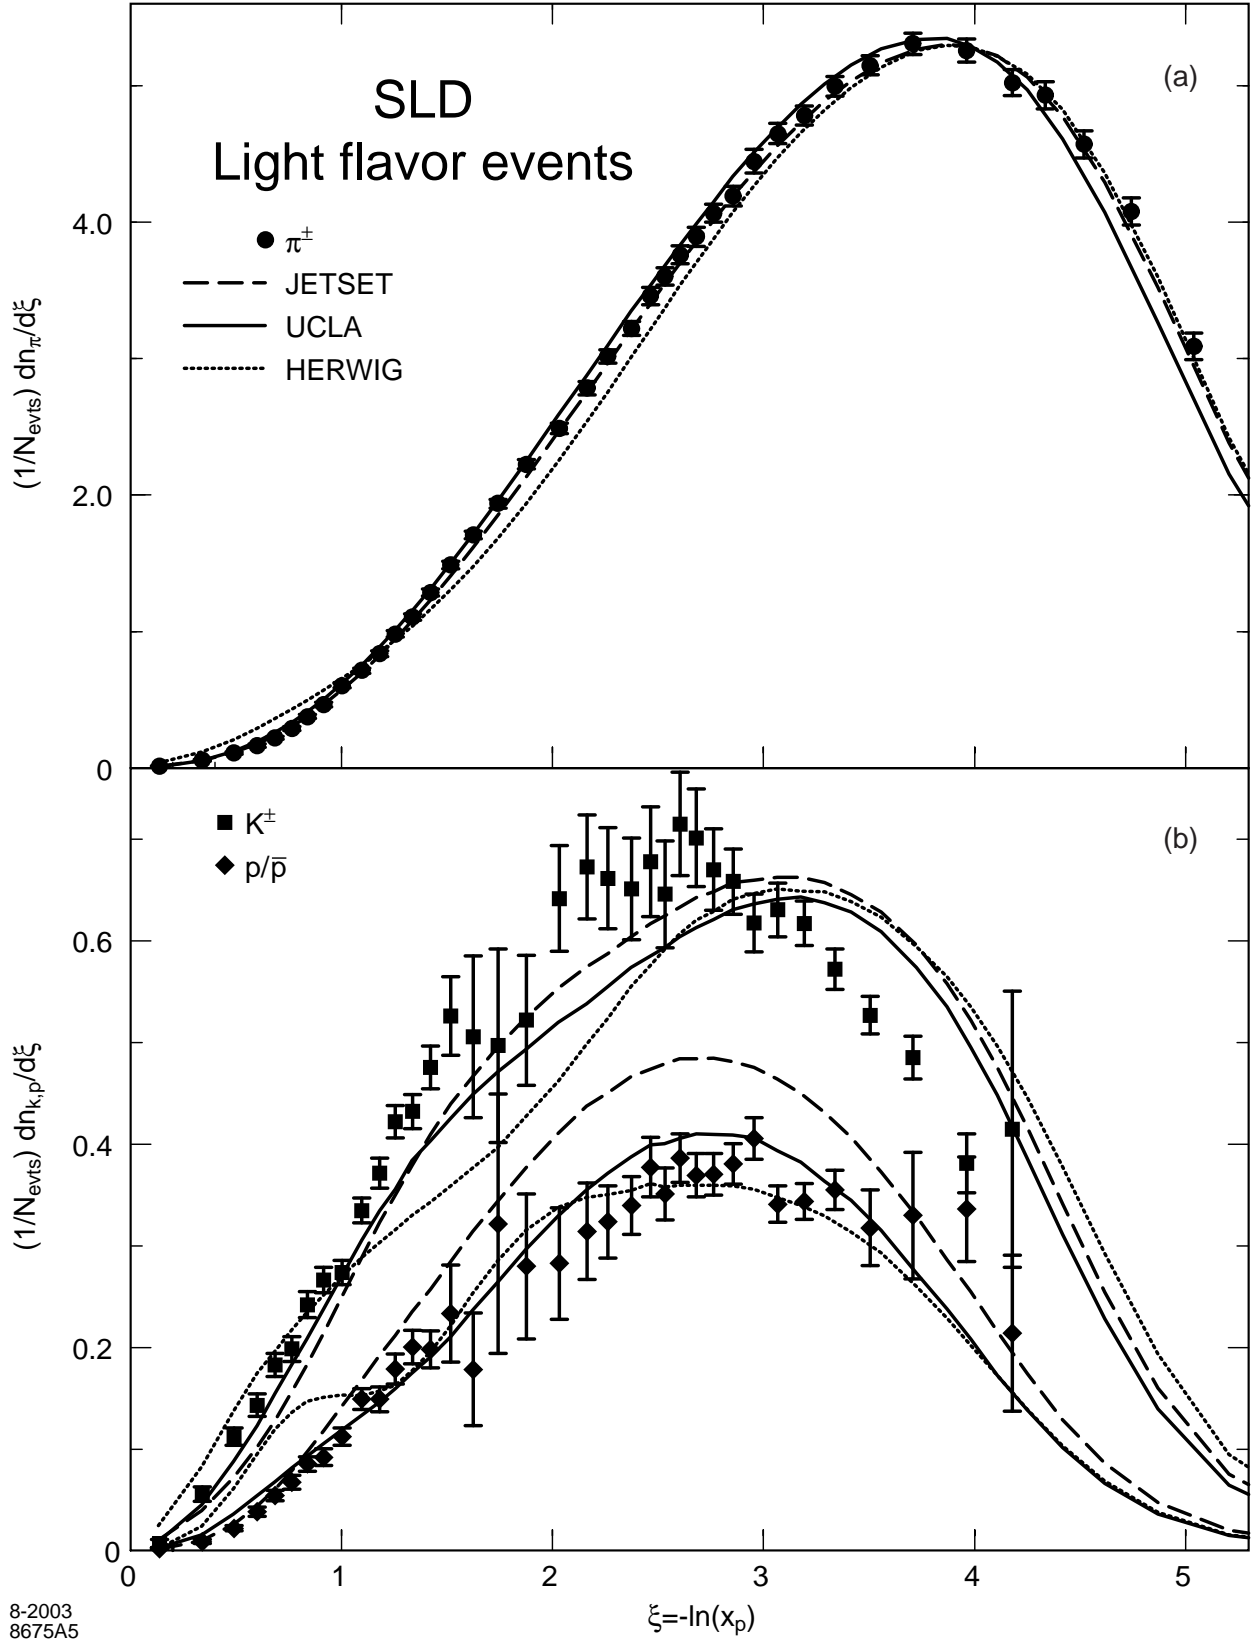 (a)
SLD
Light flavor events
π±
JETSET
UCLA
HERWIG
4.0
2.0
0
(1/Nevts) dnπ/dξ
(b)
K±
p/p̄
0.6
0.4
0.2
0
(1/Nevts) dnk,p/dξ
0 1 2 3 4 5
ξ=-ln(xp)
8-2003
8675A5